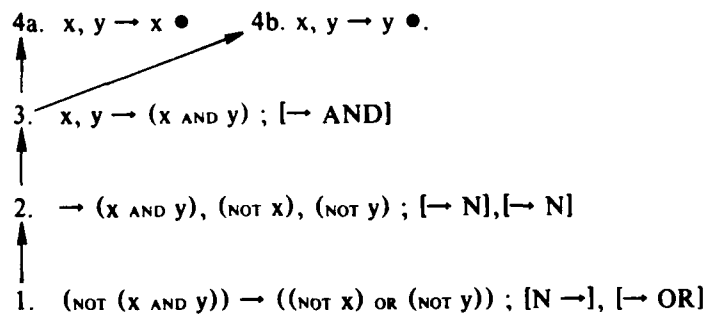 4a. x, y → x ● 4b. x, y → y ●.
3. x, y → (x AND y) ; [→ AND]
2. → (x AND y), (NOT x), (NOT y) ; [→ N],[→ N]
1. (NOT (x AND y)) → ((NOT x) OR (NOT y)) ; [N →], [→ OR]